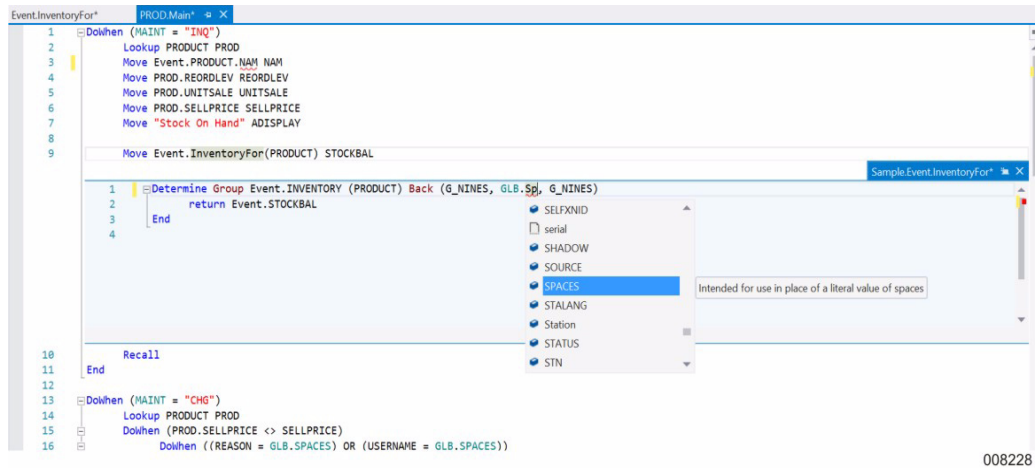 Event.InventoryFor* PROD.Main*
1 DoWhen (MAINT = "INQ")
2 Lookup PRODUCT PROD
3 Move Event.PRODUCT.NAM NAM
4 Move PROD.REORDLEV REORDLEV
5 Move PROD.UNITSALE UNITSALE
6 Move PROD.SELLPRICE SELLPRICE
7 Move "Stock On Hand" ADISPLAY
8
9 Move Event.InventoryFor(PRODUCT) STOCKBAL
Sample.Event.InventoryFor*
1 Determine Group Event.INVENTORY (PRODUCT) Back (G_NINES, GLB.Sp, G_NINES)
2 return Event.STOCKBAL
3 End
4
SELFXNID
serial
SHADOW
SOURCE
SPACES Intended for use in place of a literal value of spaces
STALANG
Station
STATUS
STN
10 Recall
11 End
12
13 DoWhen (MAINT = "CHG")
14 Lookup PRODUCT PROD
15 DoWhen (PROD.SELLPRICE <> SELLPRICE)
16 DoWhen ((REASON = GLB.SPACES) OR (USERNAME = GLB.SPACES))
008228